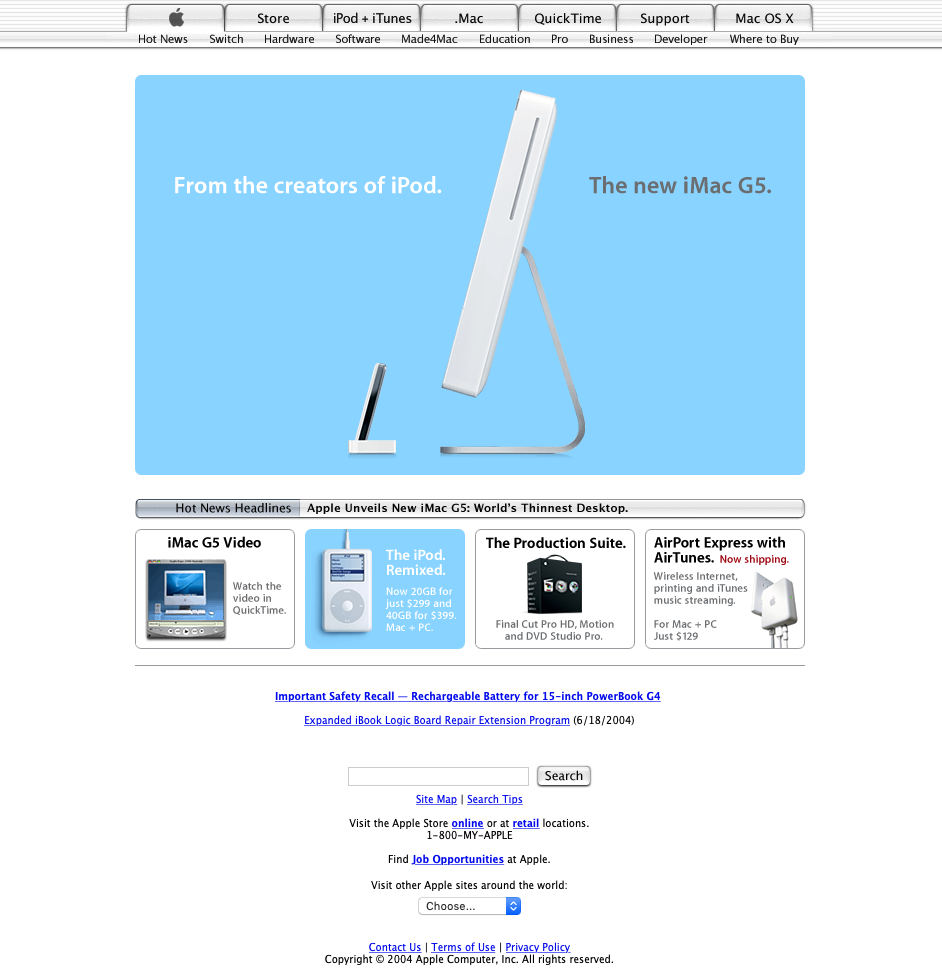 Store iPod + iTunes .Mac QuickTime Support Mac OS X
Hot News Switch Hardware Software Made4Mac Education Pro Business Developer Where to Buy
From the creators of iPod. The new iMac G5.
Hot News Headlines Apple Unveils New iMac G5: World's Thinnest Desktop.
iMac G5 Video
Watch the
video in
QuickTime.
The iPod.
Remixed.
Now 20GB for
just $299 and
40GB for $399.
Mac + PC.
The Production Suite.
Final Cut Pro HD, Motion
and DVD Studio Pro.
AirPort Express with
AirTunes. Now shipping.
Wireless Internet,
printing and iTunes
music streaming.
For Mac + PC
Just $129
Important Safety Recall — Rechargeable Battery for 15-inch PowerBook G4
Expanded iBook Logic Board Repair Extension Program (6/18/2004)
Search
Site Map | Search Tips
Visit the Apple Store online or at retail locations.
1-800-MY-APPLE
Find Job Opportunities at Apple.
Visit other Apple sites around the world:
Choose...
Contact Us | Terms of Use | Privacy Policy
Copyright © 2004 Apple Computer, Inc. All rights reserved.